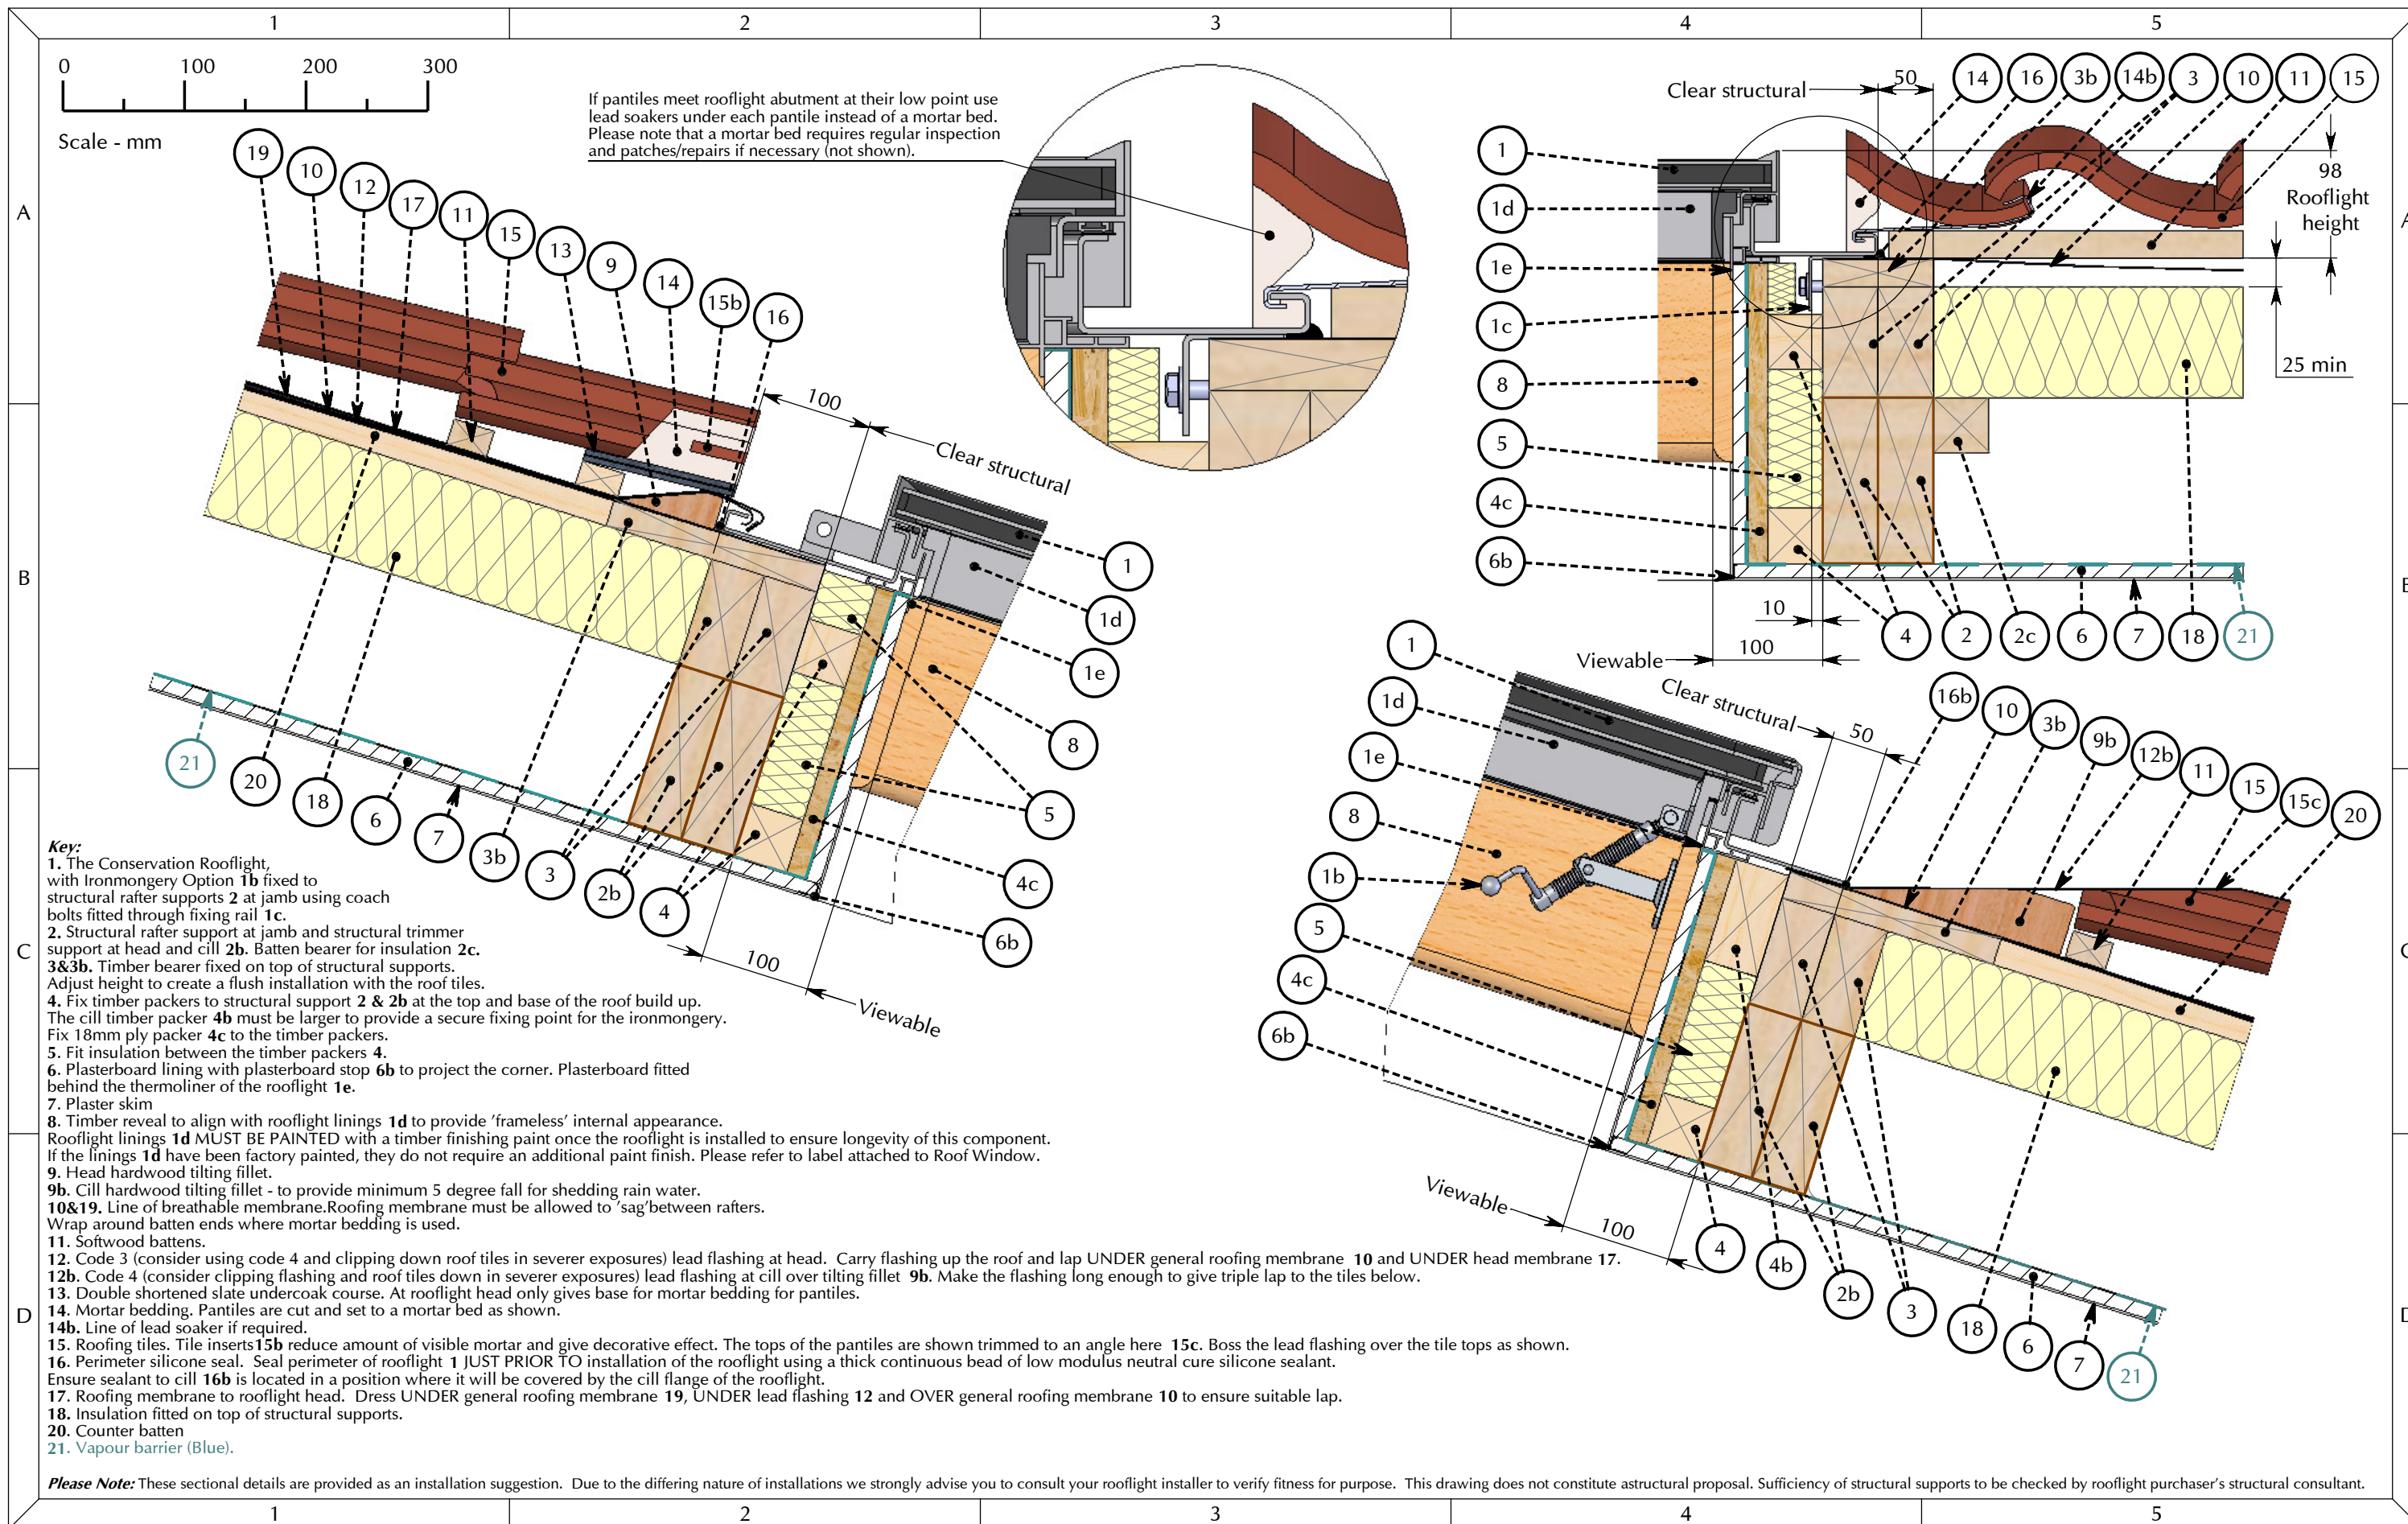 1 2 3 4 5
A
B
C
D
0 100 200 300
Scale - mm
If pantiles meet rooflight abutment at their low point use
lead soakers under each pantile instead of a mortar bed.
Please note that a mortar bed requires regular inspection
and patches/repairs if necessary (not shown).
19
10
12
17
11
15
13
9
14
15b
16
100
Clear structural
1
1d
1e
8
5
4c
6b
21
20
18
6
7
3b
3
2b
4
100
Viewable
Clear structural
50
14
16
3b
14b
3
10
11
15
1
1d
1e
1c
8
5
4c
6b
98
Rooflight
height
25 min
10
100
Viewable
4
2
2c
6
7
18
21
1
1d
1e
8
1b
5
4c
6b
Clear structural
50
16b
10
3b
9b
12b
11
15
15c
20
Viewable
100
4
4b
2b
3
18
6
7
21
Key:
1. The Conservation Rooflight,
with Ironmongery Option 1b fixed to
structural rafter supports 2 at jamb using coach
bolts fitted through fixing rail 1c.
2. Structural rafter support at jamb and structural trimmer
support at head and cill 2b. Batten bearer for insulation 2c.
3&3b. Timber bearer fixed on top of structural supports.
Adjust height to create a flush installation with the roof tiles.
4. Fix timber packers to structural support 2 & 2b at the top and base of the roof build up.
The cill timber packer 4b must be larger to provide a secure fixing point for the ironmongery.
Fix 18mm ply packer 4c to the timber packers.
5. Fit insulation between the timber packers 4.
6. Plasterboard lining with plasterboard stop 6b to project the corner. Plasterboard fitted
behind the thermoliner of the rooflight 1e.
7. Plaster skim
8. Timber reveal to align with rooflight linings 1d to provide 'frameless' internal appearance.
Rooflight linings 1d MUST BE PAINTED with a timber finishing paint once the rooflight is installed to ensure longevity of this component.
If the linings 1d have been factory painted, they do not require an additional paint finish. Please refer to label attached to Roof Window.
9. Head hardwood tilting fillet.
9b. Cill hardwood tilting fillet - to provide minimum 5 degree fall for shedding rain water.
10&19. Line of breathable membrane.Roofing membrane must be allowed to 'sag'between rafters.
Wrap around batten ends where mortar bedding is used.
11. Softwood battens.
12. Code 3 (consider using code 4 and clipping down roof tiles in severer exposures) lead flashing at head. Carry flashing up the roof and lap UNDER general roofing membrane 10 and UNDER head membrane 17.
12b. Code 4 (consider clipping flashing and roof tiles down in severer exposures) lead flashing at cill over tilting fillet 9b. Make the flashing long enough to give triple lap to the tiles below.
13. Double shortened slate undercoak course. At rooflight head only gives base for mortar bedding for pantiles.
14. Mortar bedding. Pantiles are cut and set to a mortar bed as shown.
14b. Line of lead soaker if required.
15. Roofing tiles. Tile inserts15b reduce amount of visible mortar and give decorative effect. The tops of the pantiles are shown trimmed to an angle here 15c. Boss the lead flashing over the tile tops as shown.
16. Perimeter silicone seal. Seal perimeter of rooflight 1 JUST PRIOR TO installation of the rooflight using a thick continuous bead of low modulus neutral cure silicone sealant.
Ensure sealant to cill 16b is located in a position where it will be covered by the cill flange of the rooflight.
17. Roofing membrane to rooflight head. Dress UNDER general roofing membrane 19, UNDER lead flashing 12 and OVER general roofing membrane 10 to ensure suitable lap.
18. Insulation fitted on top of structural supports.
20. Counter batten
21. Vapour barrier (Blue).
Please Note: These sectional details are provided as an installation suggestion. Due to the differing nature of installations we strongly advise you to consult your rooflight installer to verify fitness for purpose. This drawing does not constitute astructural proposal. Sufficiency of structural supports to be checked by rooflight purchaser's structural consultant.
1 2 3 4 5